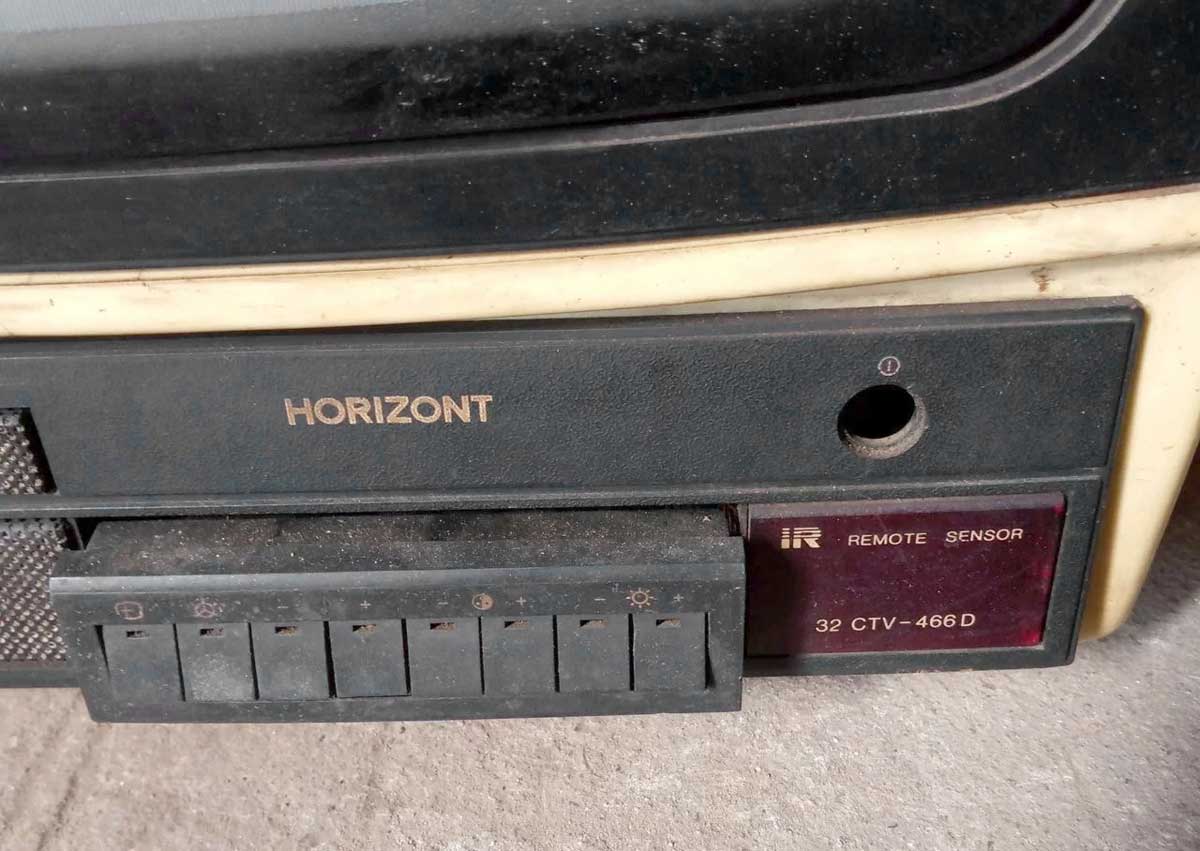 HORIZONT
IR REMOTE SENSOR
32 CTV-466D
- +
- + - +